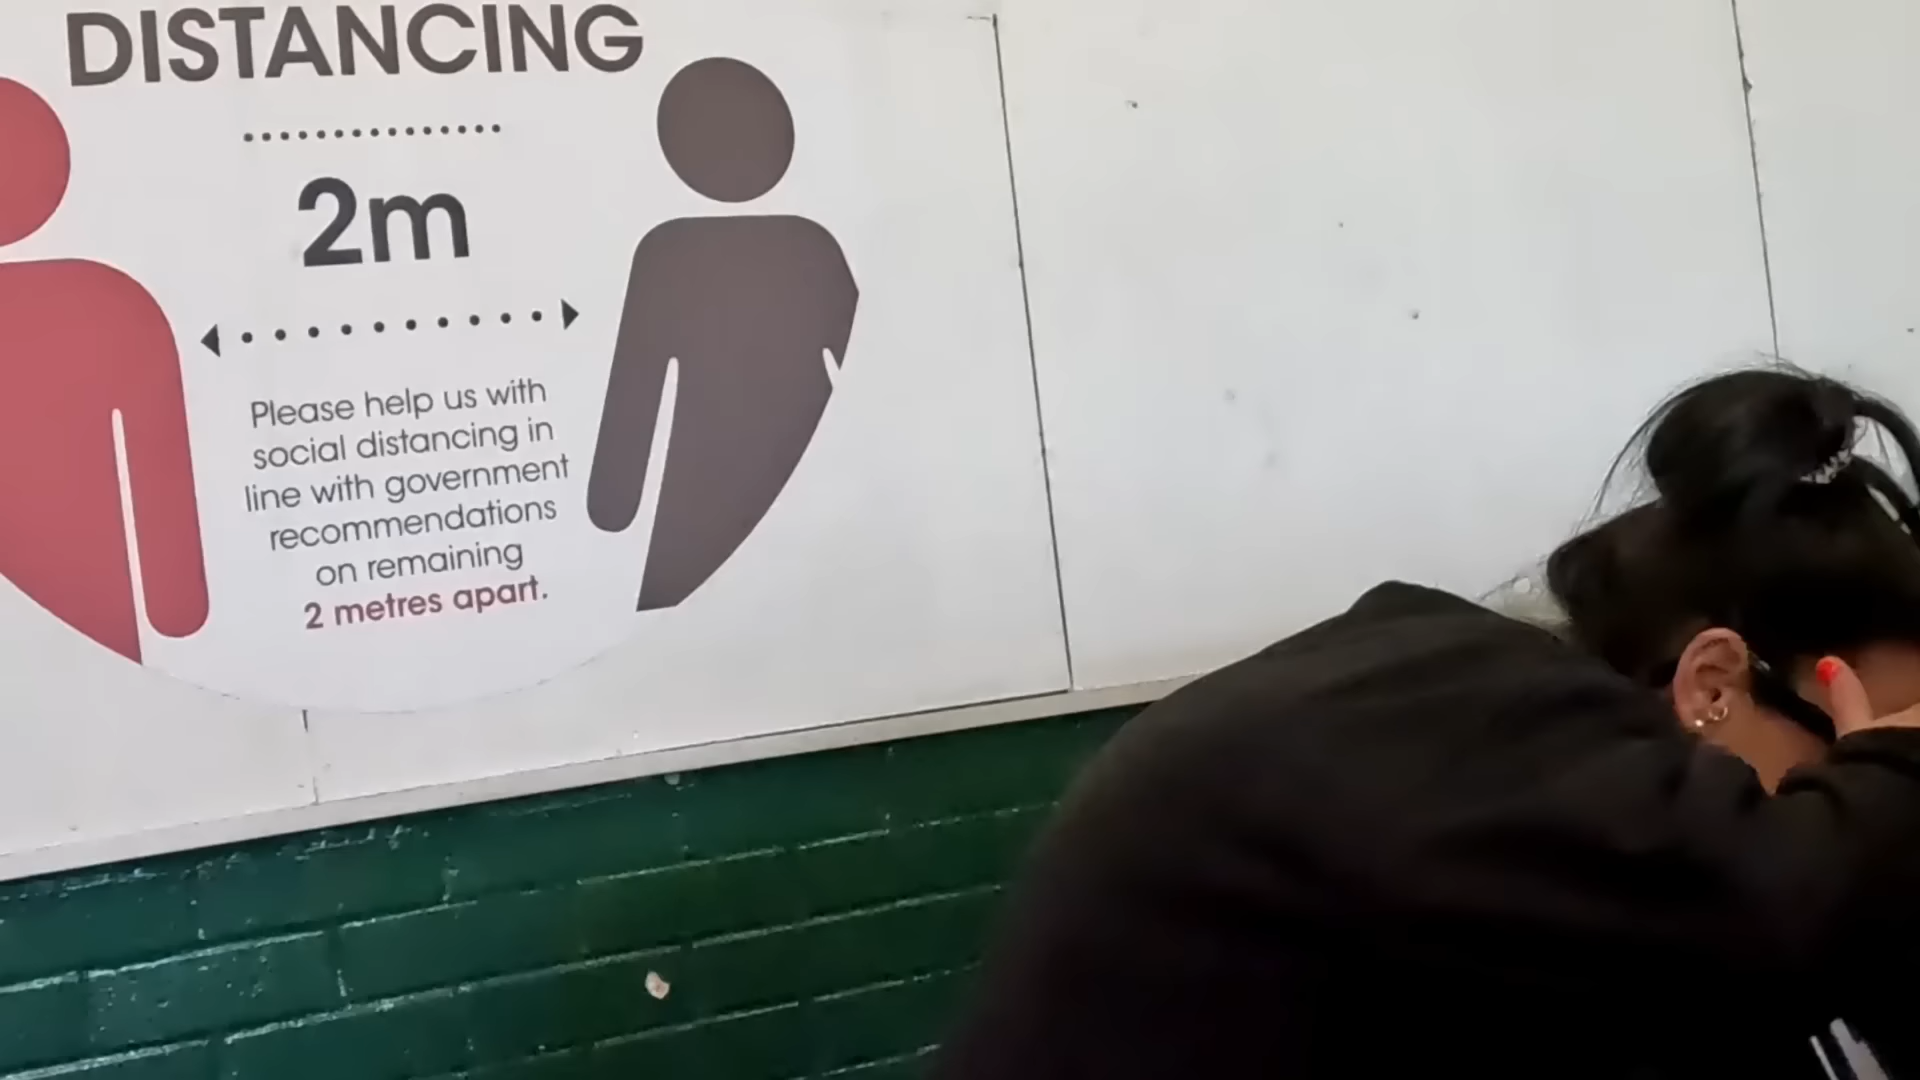 DISTANCING
2m
Please help us with
social distancing in
line with government
recommendations
on remaining
2 metres apart.